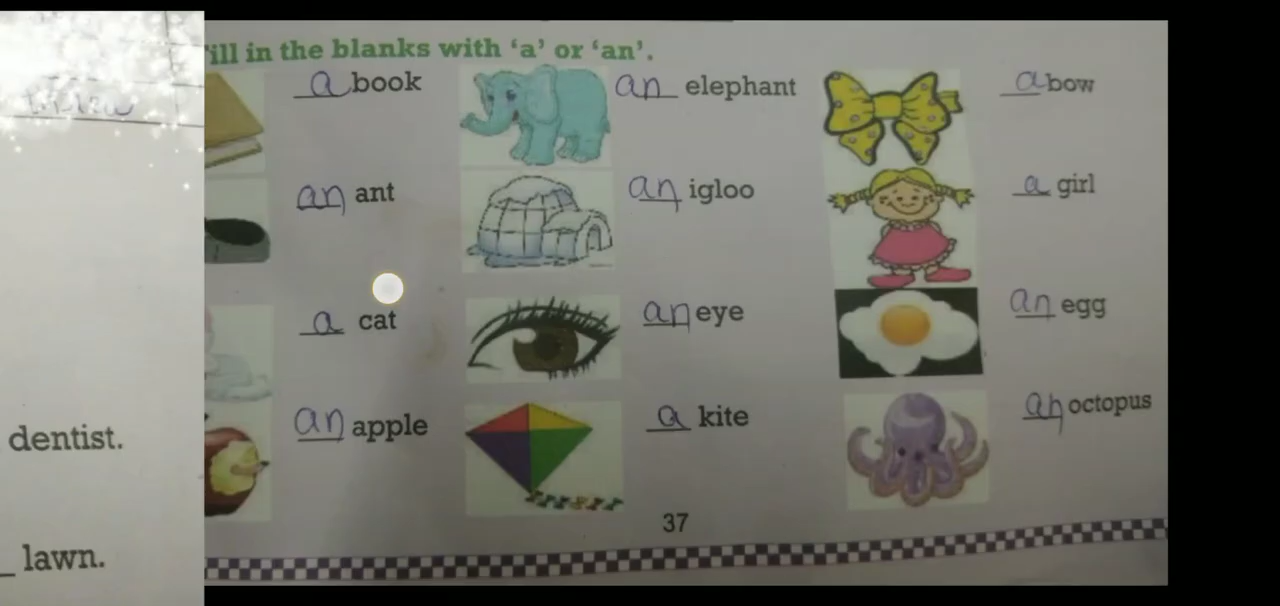 ill in the blanks with 'a' or 'an'.
a book
an elephant
a bow
an ant
an igloo
a girl
a cat
an eye
an egg
an apple
a kite
an octopus
37
dentist.
_ lawn.